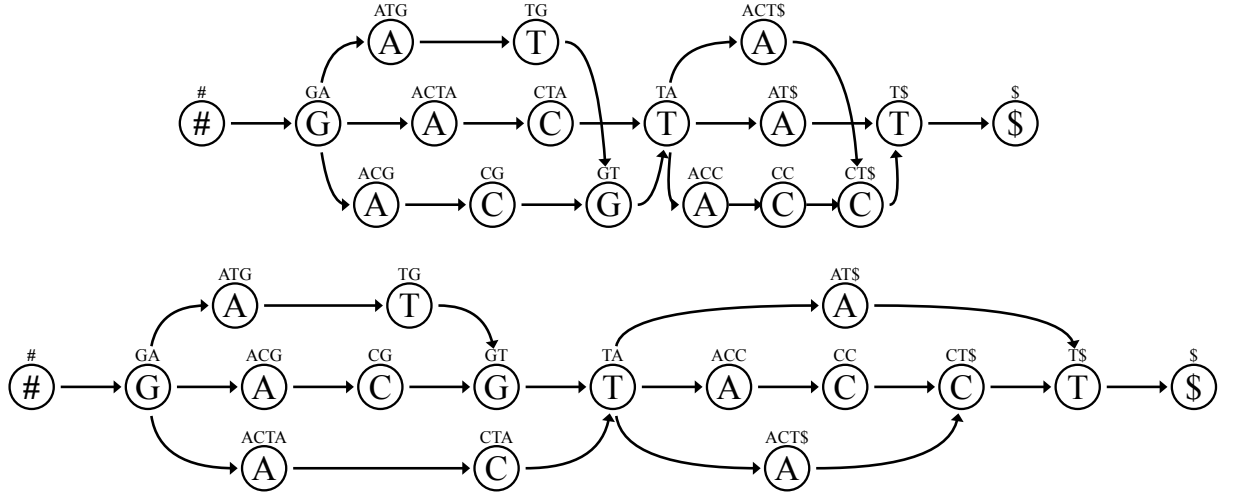 ATG TG ACT$
A T A
# GA ACTA CTA TA AT$ T$ $
# G A C T A T $
ACG CG GT ACC CC CT$
A C G A C C
ATG TG AT$
A T A
# GA ACG CG GT TA ACC CC CT$ T$ $
# G A C G T A C C T $
ACTA CTA ACT$
A C A